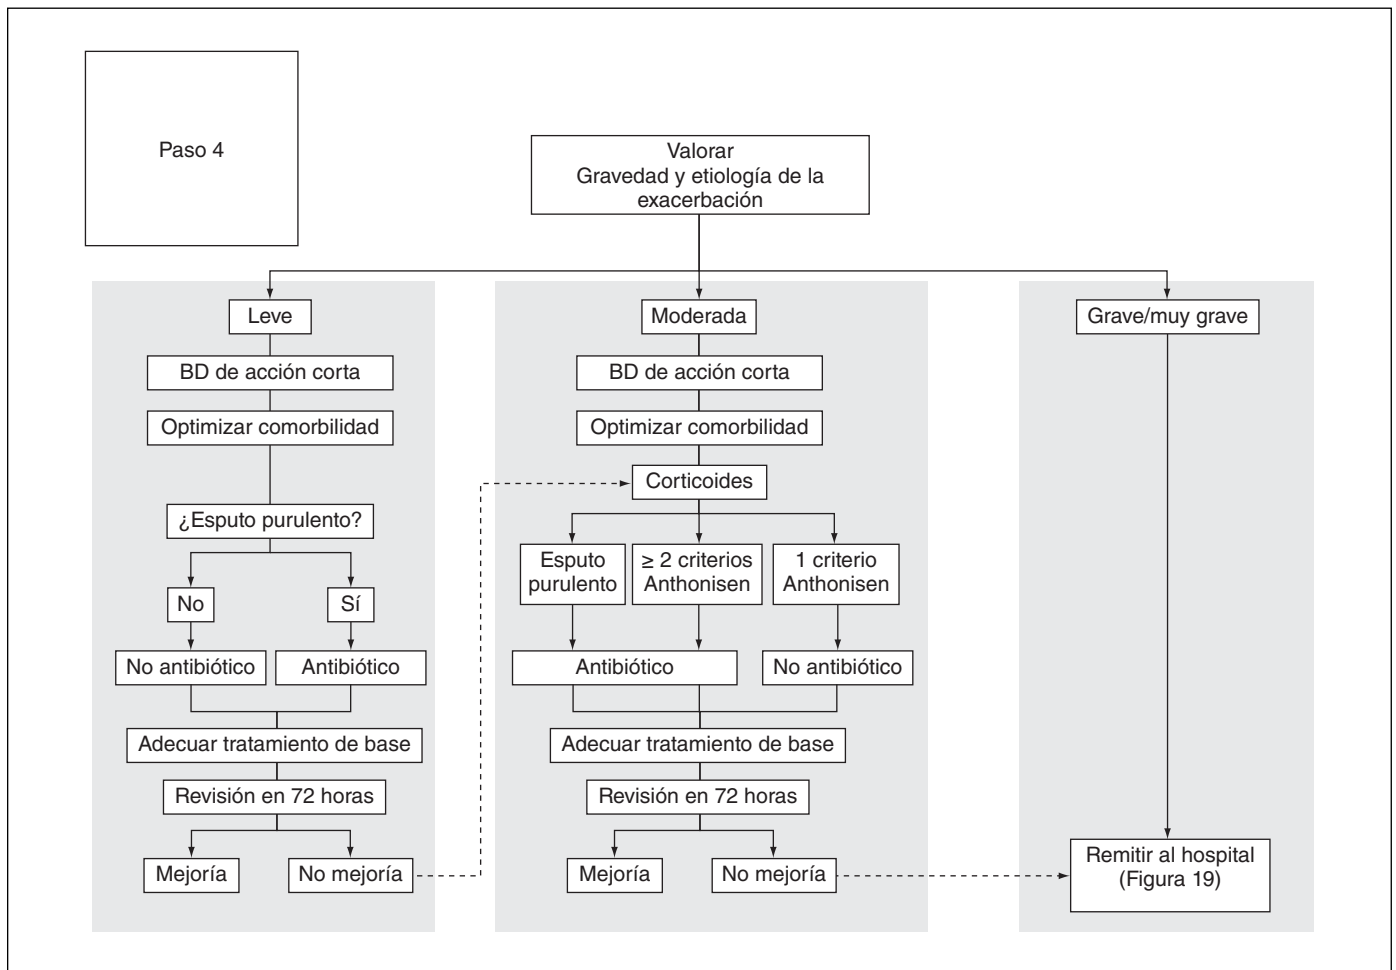 Paso 4
Valorar
Gravedad y etiología de la
exacerbación
Leve
BD de acción corta
Optimizar comorbilidad
¿Esputo purulento?
No
Sí
No antibiótico
Antibiótico
Adecuar tratamiento de base
Revisión en 72 horas
Mejoría
No mejoría
Moderada
BD de acción corta
Optimizar comorbilidad
Corticoides
Esputo
purulento
≥ 2 criterios
Anthonisen
1 criterio
Anthonisen
Antibiótico
No antibiótico
Adecuar tratamiento de base
Revisión en 72 horas
Mejoría
No mejoría
Grave/muy grave
Remitir al hospital
(Figura 19)